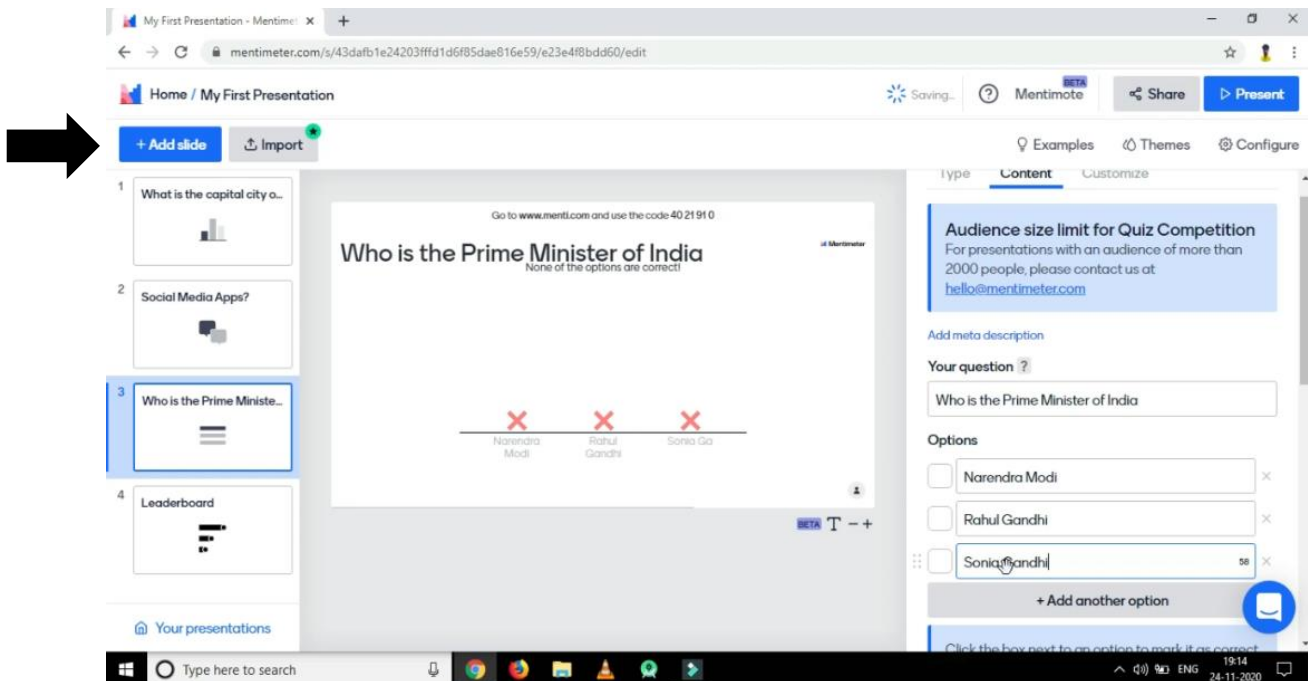 My First Presentation - Mentimet
mentimeter.com/s/43dafb1e24203fffd1d6f85dae816e59/e23e4f8bdd60/edit
Home / My First Presentation
Saving...
? Mentimote BETA
Share
Present
+ Add slide
Import
Examples
Themes
Configure
1
What is the capital city o...
2
Social Media Apps?
3
Who is the Prime Ministe...
4
Leaderboard
Your presentations
Go to www.menti.com and use the code 40 21 91 0
Mentimeter
Who is the Prime Minister of India
None of the options are correct!
Narendra
Modi
Rahul
Gandhi
Sonia Ga
BETA T - +
Type Content Customize
Audience size limit for Quiz Competition
For presentations with an audience of more than
2000 people, please contact us at
hello@mentimeter.com
Add meta description
Your question ?
Who is the Prime Minister of India
Options
Narendra Modi
Rahul Gandhi
Sonia Gandhi 58
+ Add another option
Click the box next to an option to mark it as correct
Type here to search
ENG
19:14
24-11-2020